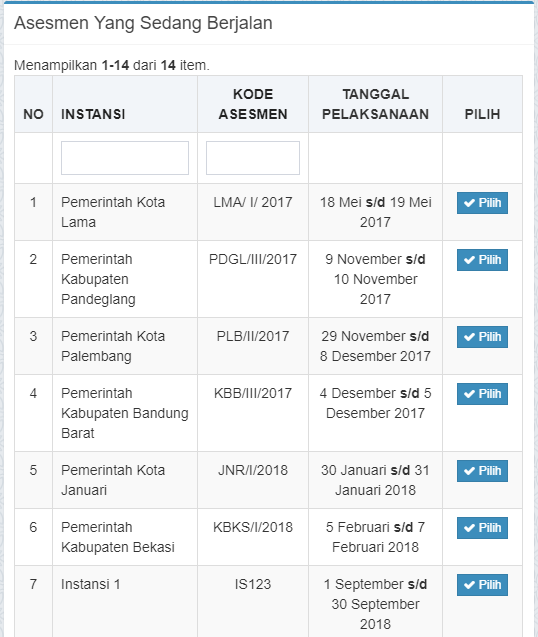 Asesmen Yang Sedang Berjalan
Menampilkan 1-14 dari 14 item.
NO INSTANSI KODE ASESMEN TANGGAL PELAKSANAAN PILIH
1 Pemerintah Kota LMA/ I/ 2017 18 Mei s/d 19 Mei Pilih
Lama 2017
2 Pemerintah PDGL/III/2017 9 November s/d Pilih
Kabupaten 10 November
Pandeglang 2017
3 Pemerintah Kota PLB/II/2017 29 November s/d Pilih
Palembang 8 Desember 2017
4 Pemerintah KBB/III/2017 4 Desember s/d 5 Pilih
Kabupaten Bandung Desember 2017
Barat
5 Pemerintah Kota JNR/I/2018 30 Januari s/d 31 Pilih
Januari Januari 2018
6 Pemerintah KBKS/I/2018 5 Februari s/d 7 Pilih
Kabupaten Bekasi Februari 2018
7 Instansi 1 IS123 1 September s/d Pilih
30 September
2018